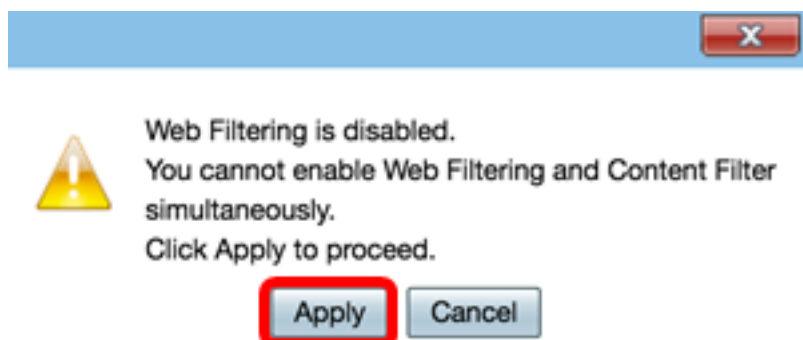 Web Filtering is disabled.
You cannot enable Web Filtering and Content Filter
simultaneously.
Click Apply to proceed.
Apply Cancel